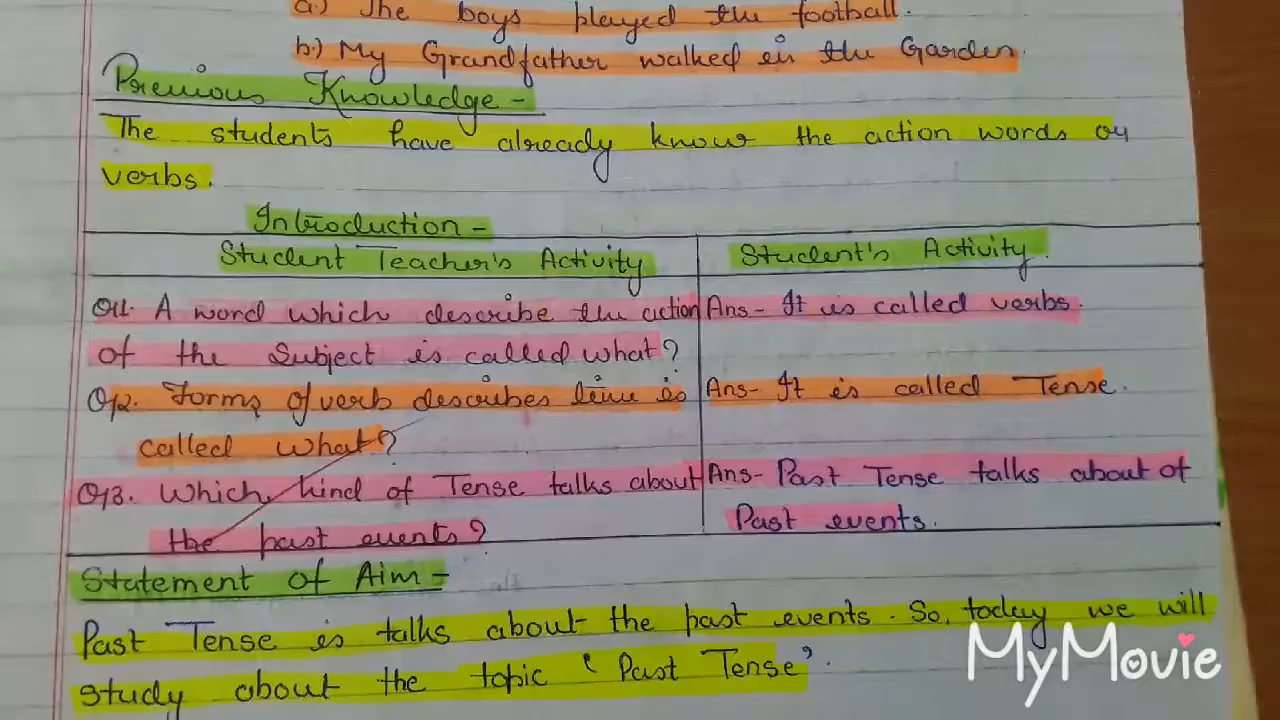 a.) The boys played the football.
b.) My Grandfather walked in the Garden.
Previous Knowledge -
The students have already know the action words or
verbs.
Introduction -
Student Teacher's Activity
Student's Activity.
Q1. A word which describe the action
of the Subject is called what?
Ans- It is called verbs.
Q2. Forms of verb describes time is
called what?
Ans- It is called Tense.
Q3. Which kind of Tense talks about
the past events?
Ans- Past Tense talks about of
Past events.
Statement of Aim -
Past Tense is talks about the past events. So, today we will
study about the topic 'Past Tense'.
MyMovie